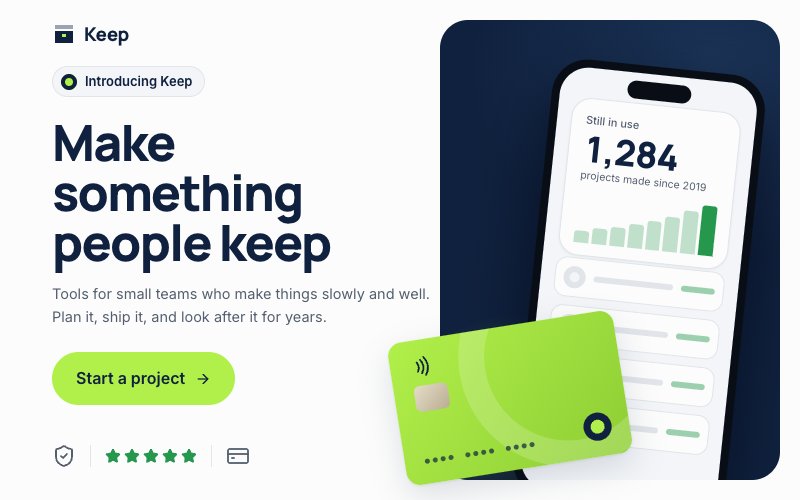 Keep
Introducing Keep
Make
something
people keep
Tools for small teams who make things slowly and well.
Plan it, ship it, and look after it for years.
Start a project
Still in use
1,284
projects made since 2019